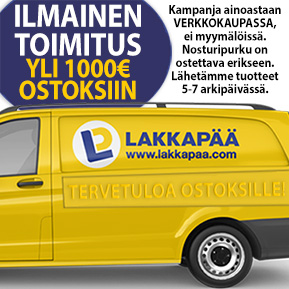 ILMAINEN
TOIMITUS
YLI 1000€
OSTOKSIIN
Kampanja ainoastaan
VERKKOKAUPASSA,
ei myymälöissä.
Nosturipurku on
ostettava erikseen.
Lähetämme tuotteet
5-7 arkipäivässä.
LAKKAPÄÄ
www.lakkapaa.com
TERVETULOA OSTOKSILLE!